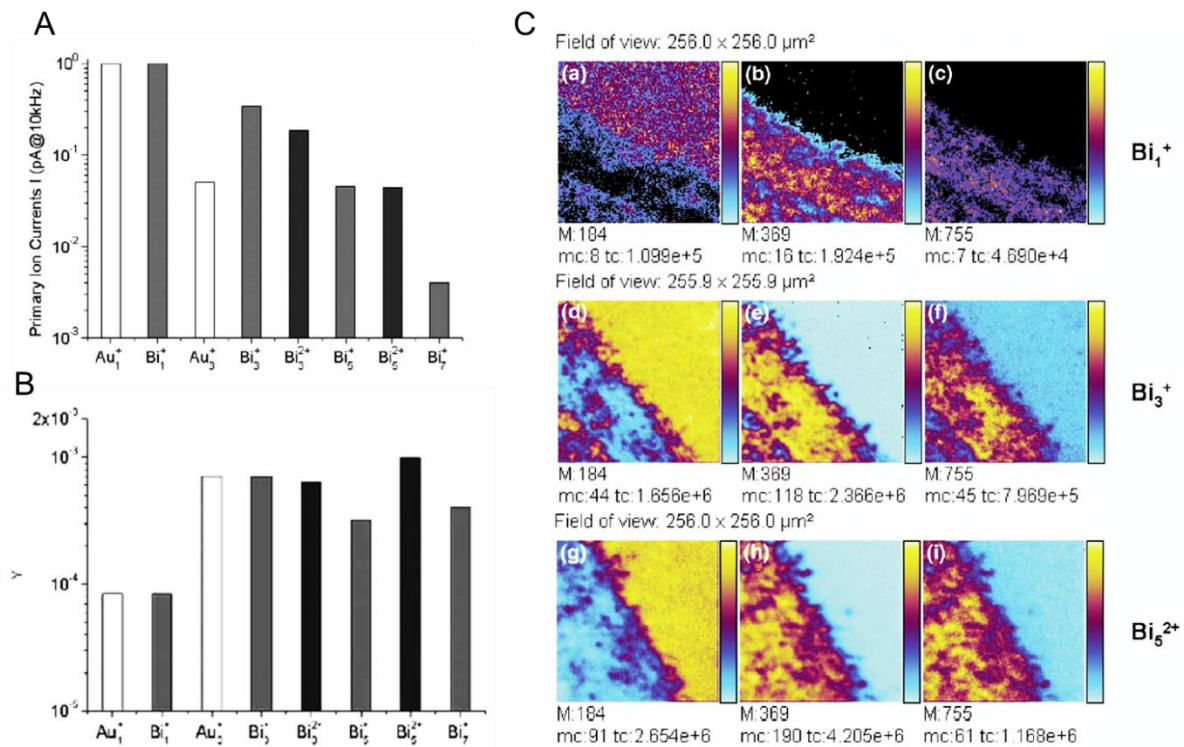 A
Primary Ion Currents I (pA@10kHz)
10⁰
10⁻¹
10⁻²
10⁻³
Au₁⁺ Bi₁⁺ Au₃⁺ Bi₃⁺ Bi₃²⁺ Bi₅⁺ Bi₅²⁺ Bi₇⁺
B
Y
2x10⁻³
10⁻³
10⁻⁴
10⁻⁵
Au₁⁺ Bi₁⁺ Au₃⁺ Bi₃⁺ Bi₃²⁺ Bi₅⁺ Bi₅²⁺ Bi₇⁺
C
Field of view: 256.0 x 256.0 µm²
(a) (b) (c)
Bi₁⁺
M:184 M:369 M:755
mc:8 tc:1.099e+5 mc:16 tc:1.924e+5 mc:7 tc:4.690e+4
Field of view: 255.9 x 255.9 µm²
(d) (e) (f)
Bi₃⁺
M:184 M:369 M:755
mc:44 tc:1.656e+6 mc:118 tc:2.366e+6 mc:45 tc:7.969e+5
Field of view: 256.0 x 256.0 µm²
(g) (h) (i)
Bi₅²⁺
M:184 M:369 M:755
mc:91 tc:2.654e+6 mc:190 tc:4.205e+6 mc:61 tc:1.168e+6